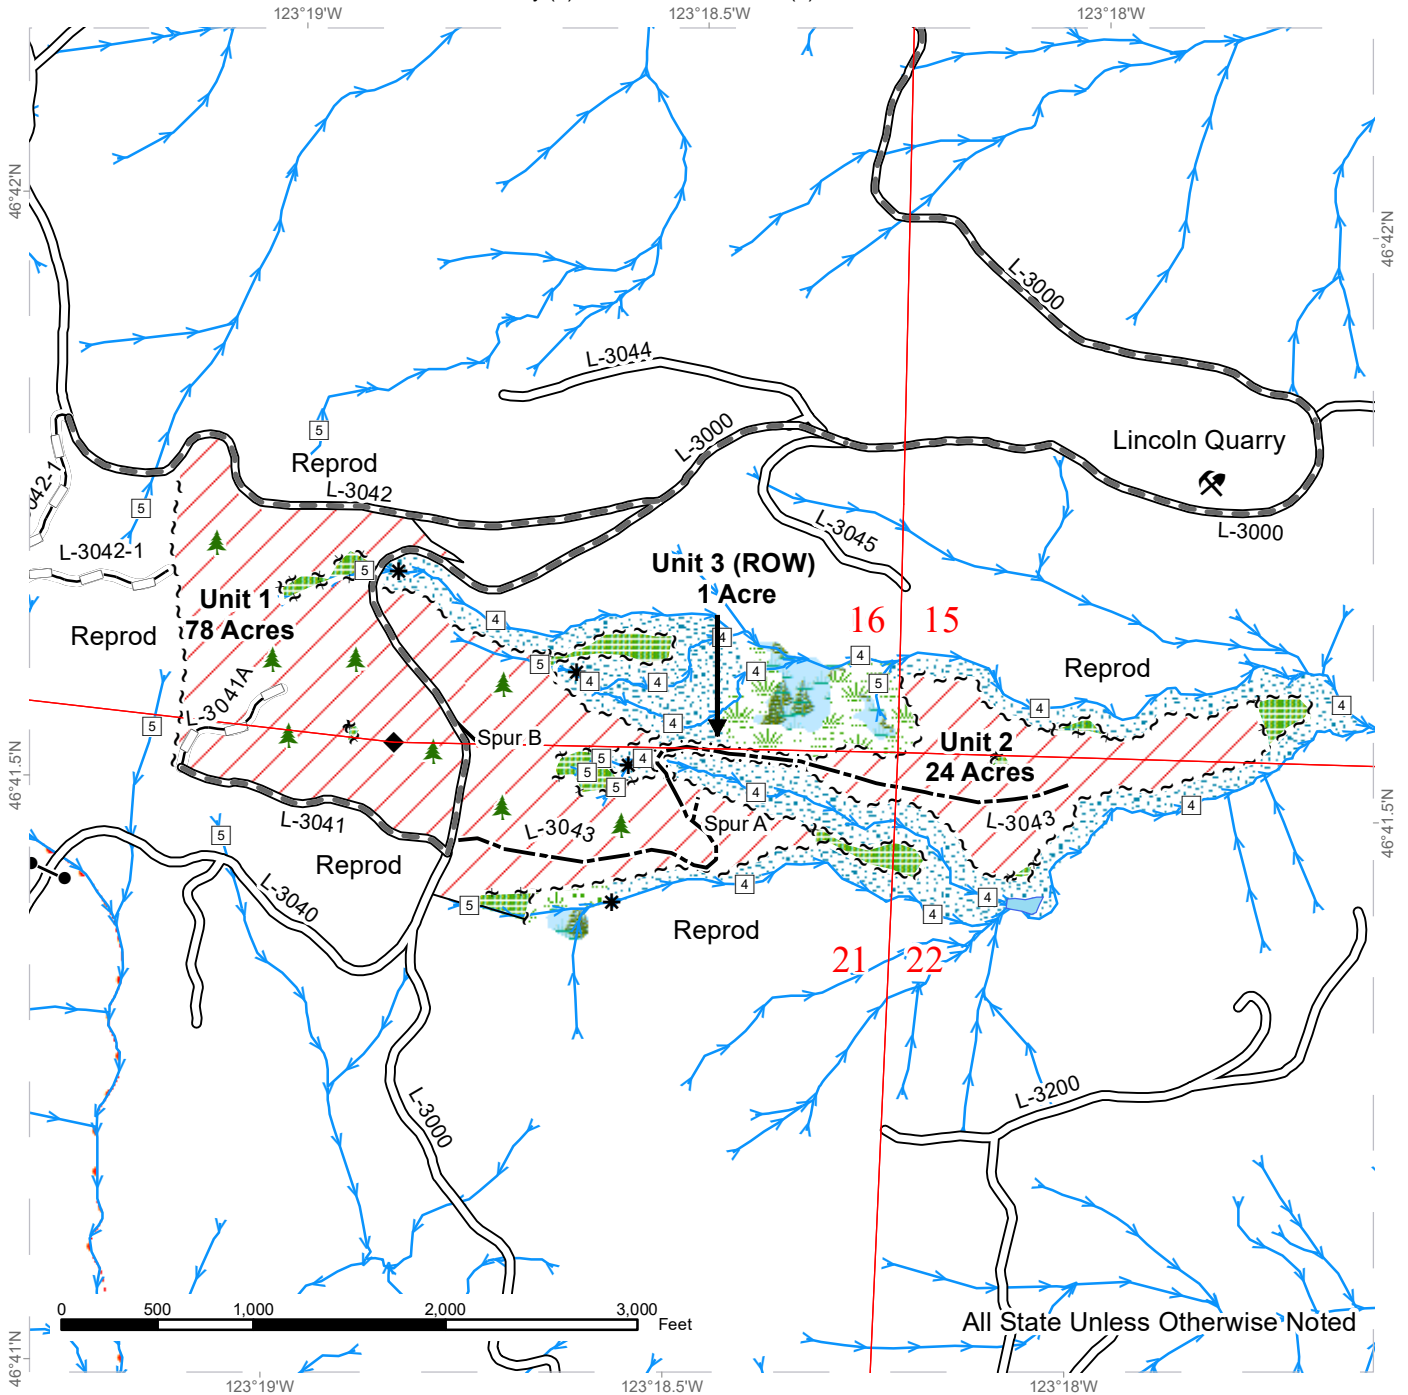 123°19'W
123°18.5'W
123°18'W
46°42'N
46°42'N
L-3000
L-3044
L-3000
Lincoln Quarry
5
Reprod
L-3042
042-1
5
L-3000
L-3045
L-3042-1
Unit 3 (ROW)
1 Acre
5
Unit 1
78 Acres
4
16
15
Reprod
4
4
5
4
4
4
5
Reprod
L-3041A
4
4
5
4
Spur B
Unit 2
24 Acres
46°41.5'N
5
4
5
5
4
4
46°41.5'N
L-3041
L-3043
Spur A
L-3043
5
Reprod
4
L-3040
5
4
4
Reprod
21
22
L-3000
L-3200
0
500
1,000
2,000
3,000
Feet
All State Unless Otherwise Noted
46°41'N
123°19'W
123°18.5'W
123°18'W